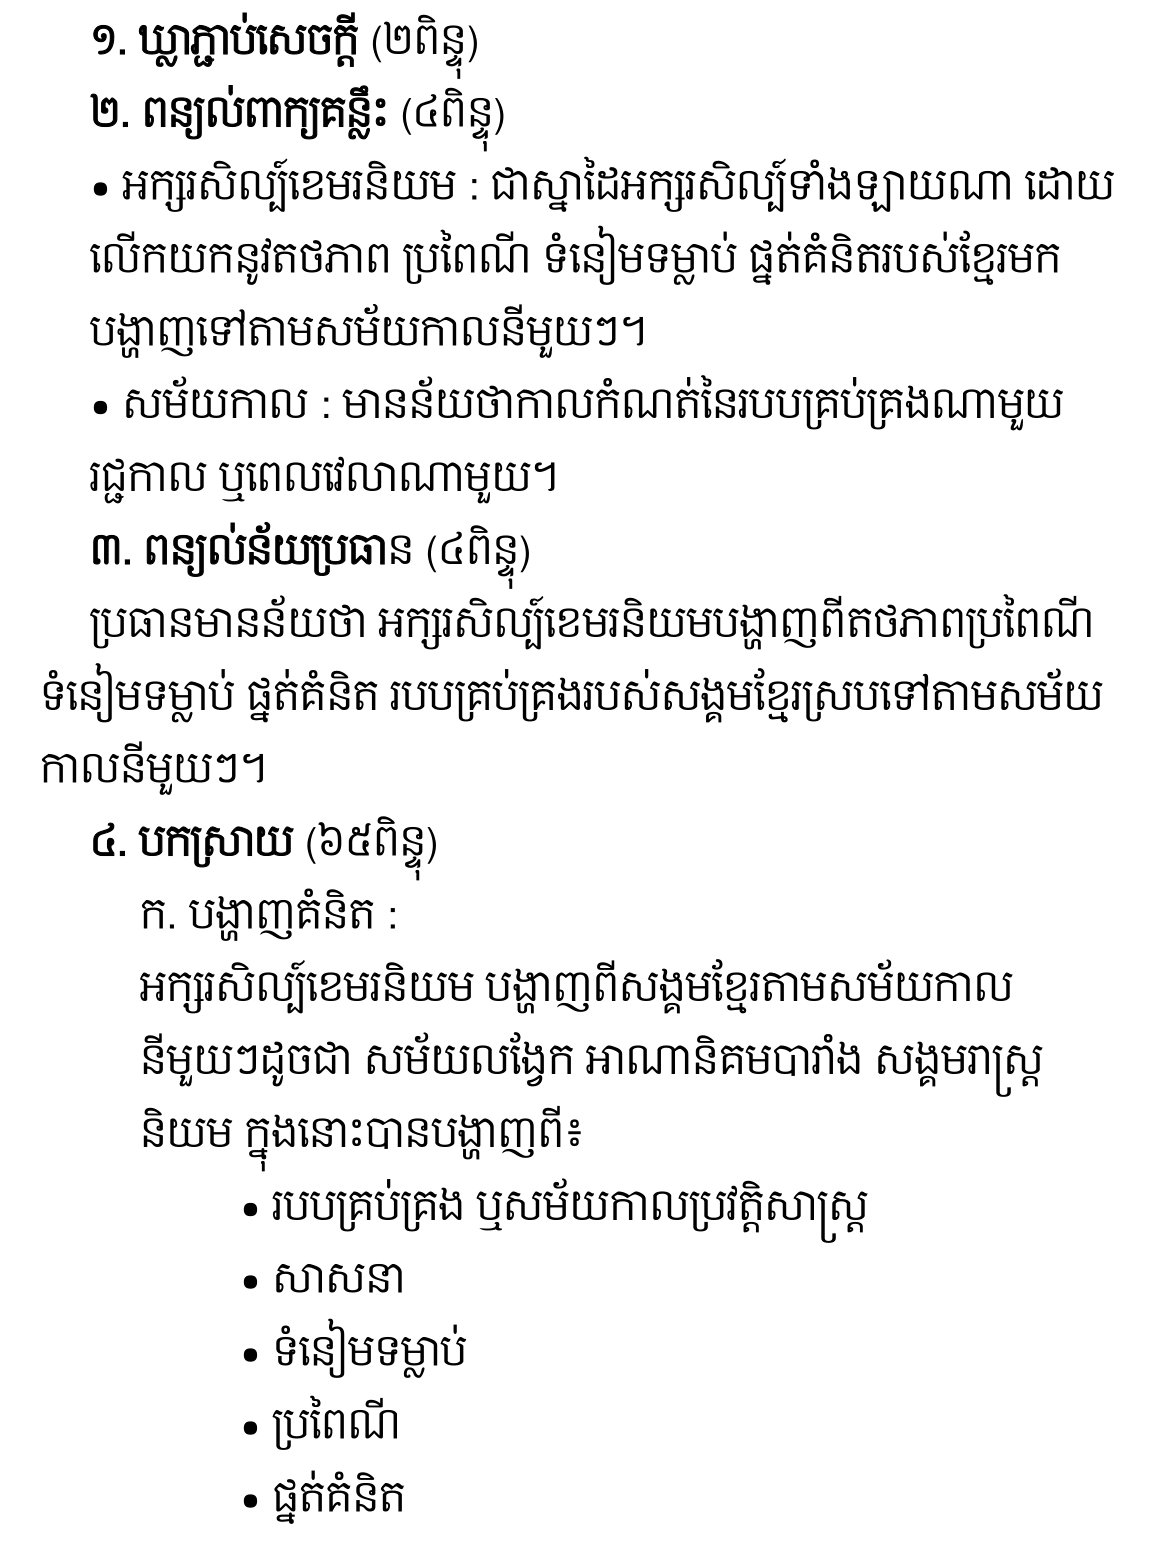 ១. ឃ្លាភ្ជាប់សេចក្ដី (២ពិន្ទុ)
២. ពន្យល់ពាក្យគន្លឹះ (៤ពិន្ទុ)
• អក្សរសិល្ប៍ខេមរនិយម : ជាស្នាដៃអក្សរសិល្ប៍ទាំងឡាយណា ដោយ
លើកយកនូវតថភាព ប្រពៃណី ទំនៀមទម្លាប់ ផ្នត់គំនិតរបស់ខ្មែរមក
បង្ហាញទៅតាមសម័យកាលនីមួយៗ។
• សម័យកាល : មានន័យថាកាលកំណត់នៃរបបគ្រប់គ្រងណាមួយ
រជ្ជកាល ឬពេលវេលាណាមួយ។
៣. ពន្យល់ន័យប្រធាន (៤ពិន្ទុ)
ប្រធានមានន័យថា អក្សរសិល្ប៍ខេមរនិយមបង្ហាញពីតថភាពប្រពៃណី
ទំនៀមទម្លាប់ ផ្នត់គំនិត របបគ្រប់គ្រងរបស់សង្គមខ្មែរស្របទៅតាមសម័យ
កាលនីមួយៗ។
៤. បកស្រាយ (៦៥ពិន្ទុ)
ក. បង្ហាញគំនិត :
អក្សរសិល្ប៍ខេមរនិយម បង្ហាញពីសង្គមខ្មែរតាមសម័យកាល
នីមួយៗដូចជា សម័យលង្វែក អាណានិគមបារាំង សង្គមរាស្ត្រ
និយម ក្នុងនោះបានបង្ហាញពី៖
• របបគ្រប់គ្រង ឬសម័យកាលប្រវត្តិសាស្ត្រ
• សាសនា
• ទំនៀមទម្លាប់
• ប្រពៃណី
• ផ្នត់គំនិត